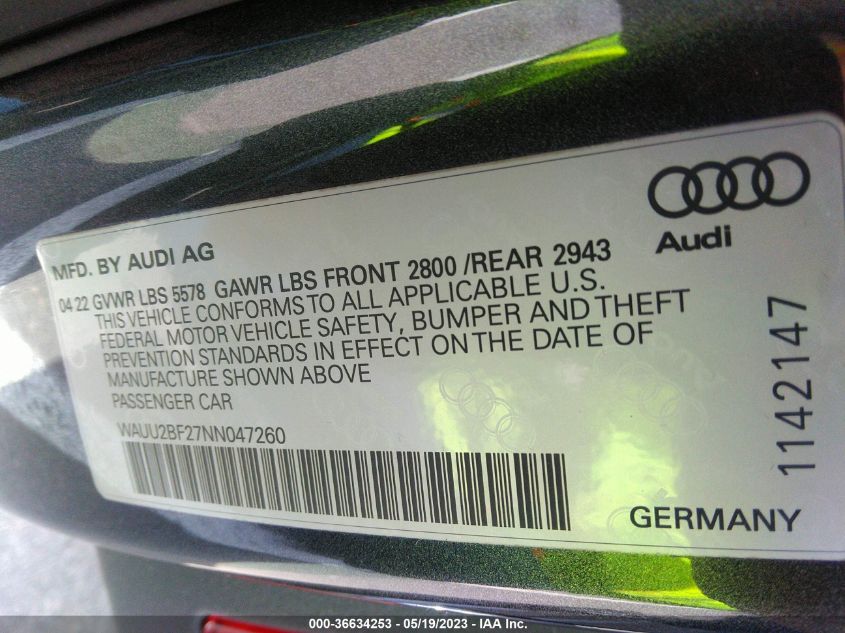 Audi
MFD. BY AUDI AG
04 22 GVWR LBS 5578 GAWR LBS FRONT 2800 /REAR 2943
THIS VEHICLE CONFORMS TO ALL APPLICABLE U.S.
FEDERAL MOTOR VEHICLE SAFETY, BUMPER AND THEFT
PREVENTION STANDARDS IN EFFECT ON THE DATE OF
MANUFACTURE SHOWN ABOVE
PASSENGER CAR
WAUU2BF27NN047260
1142147
GERMANY
000-36634253 - 05/19/2023 - IAA Inc.